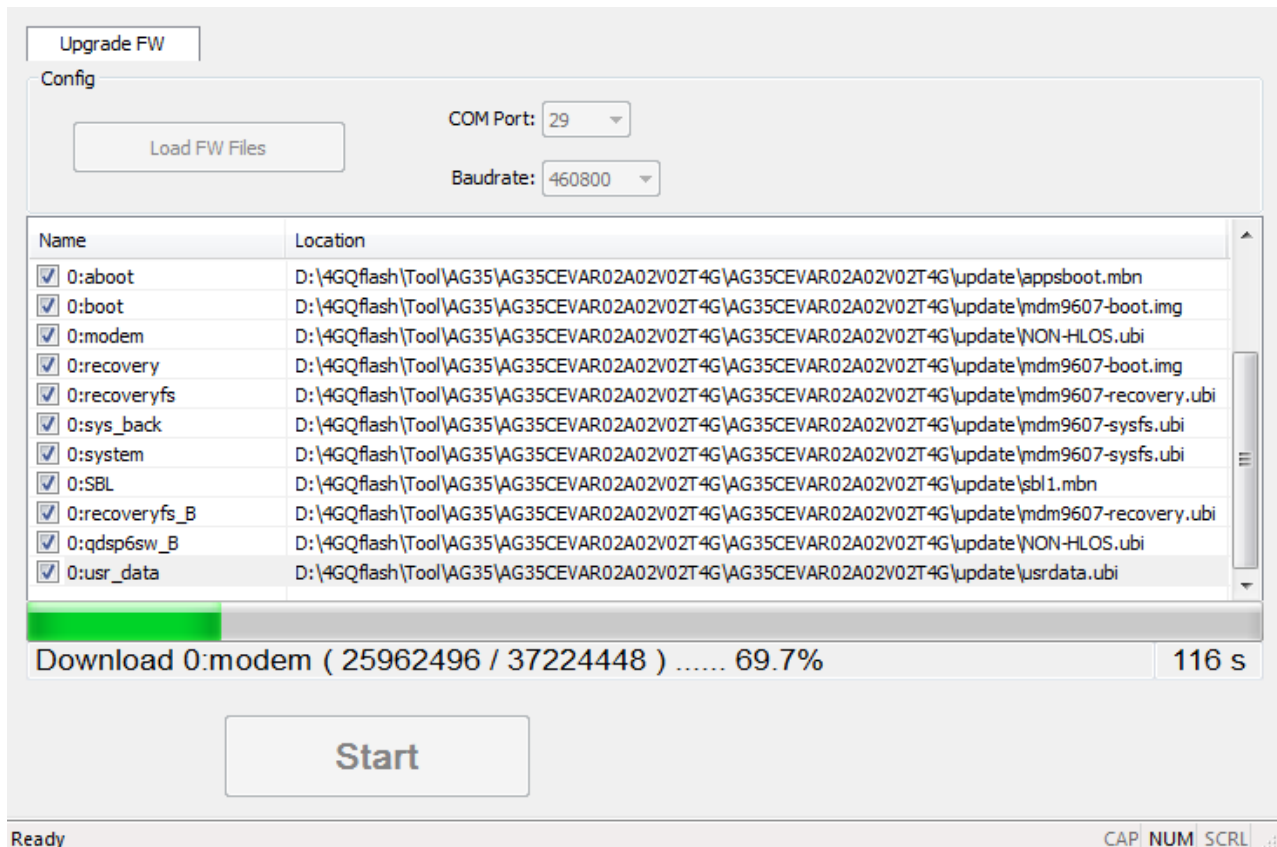 Upgrade FW
Config
Load FW Files
COM Port: 29
Baudrate: 460800
Name Location
0:aboot D:\4GQflash\Tool\AG35\AG35CEVAR02A02V02T4G\AG35CEVAR02A02V02T4G\update\appsboot.mbn
0:boot D:\4GQflash\Tool\AG35\AG35CEVAR02A02V02T4G\AG35CEVAR02A02V02T4G\update\mdm9607-boot.img
0:modem D:\4GQflash\Tool\AG35\AG35CEVAR02A02V02T4G\AG35CEVAR02A02V02T4G\update\NON-HLOS.ubi
0:recovery D:\4GQflash\Tool\AG35\AG35CEVAR02A02V02T4G\AG35CEVAR02A02V02T4G\update\mdm9607-boot.img
0:recoveryfs D:\4GQflash\Tool\AG35\AG35CEVAR02A02V02T4G\AG35CEVAR02A02V02T4G\update\mdm9607-recovery.ubi
0:sys_back D:\4GQflash\Tool\AG35\AG35CEVAR02A02V02T4G\AG35CEVAR02A02V02T4G\update\mdm9607-sysfs.ubi
0:system D:\4GQflash\Tool\AG35\AG35CEVAR02A02V02T4G\AG35CEVAR02A02V02T4G\update\mdm9607-sysfs.ubi
0:SBL D:\4GQflash\Tool\AG35\AG35CEVAR02A02V02T4G\AG35CEVAR02A02V02T4G\update\sbl1.mbn
0:recoveryfs_B D:\4GQflash\Tool\AG35\AG35CEVAR02A02V02T4G\AG35CEVAR02A02V02T4G\update\mdm9607-recovery.ubi
0:qdsp6sw_B D:\4GQflash\Tool\AG35\AG35CEVAR02A02V02T4G\AG35CEVAR02A02V02T4G\update\NON-HLOS.ubi
0:usr_data D:\4GQflash\Tool\AG35\AG35CEVAR02A02V02T4G\AG35CEVAR02A02V02T4G\update\usrdata.ubi
Download 0:modem ( 25962496 / 37224448 ) ...... 69.7% 116 s
Start
Ready CAP NUM SCRL